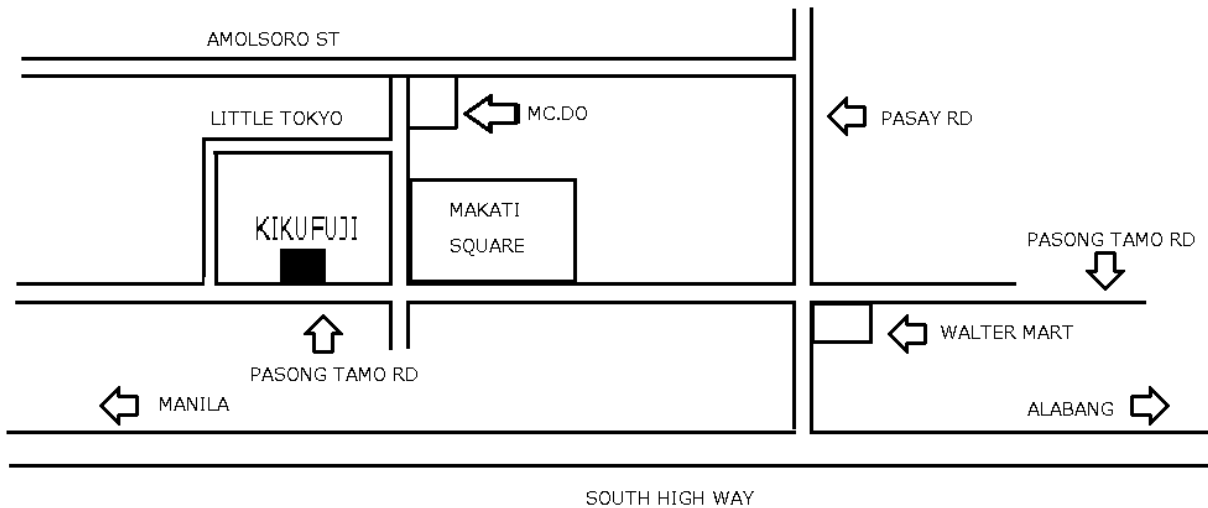 AMOLSORO ST
LITTLE TOKYO
MC.DO
PASAY RD
KIKUFUJI
MAKATI
SQUARE
PASONG TAMO RD
WALTER MART
PASONG TAMO RD
MANILA
ALABANG
SOUTH HIGH WAY